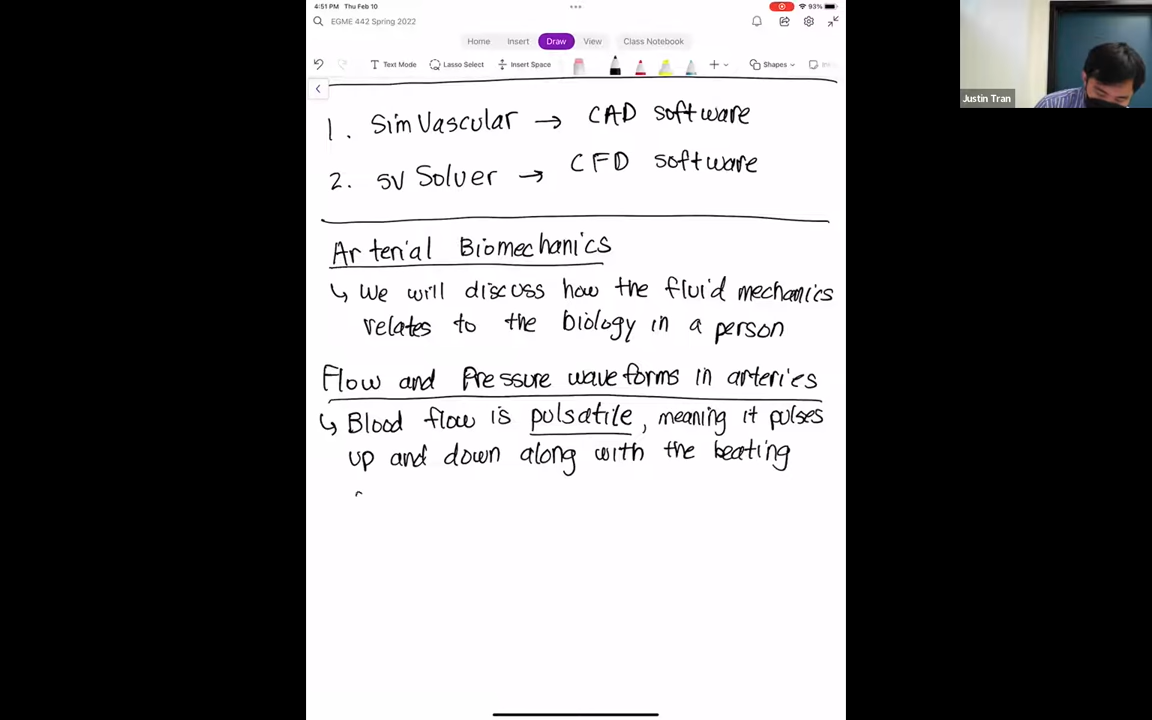 4:51 PM Thu Feb 10
93%
EGME 442 Spring 2022
Home Insert Draw View Class Notebook
Text Mode Lasso Select Insert Space Shapes
1. SimVascular → CAD software
2. SV Solver → CFD software
Arterial Biomechanics
↳ We will discuss how the fluid mechanics
relates to the biology in a person
Flow and Pressure waveforms in arteries
↳ Blood flow is pulsatile, meaning it pulses
up and down along with the beating
Justin Tran